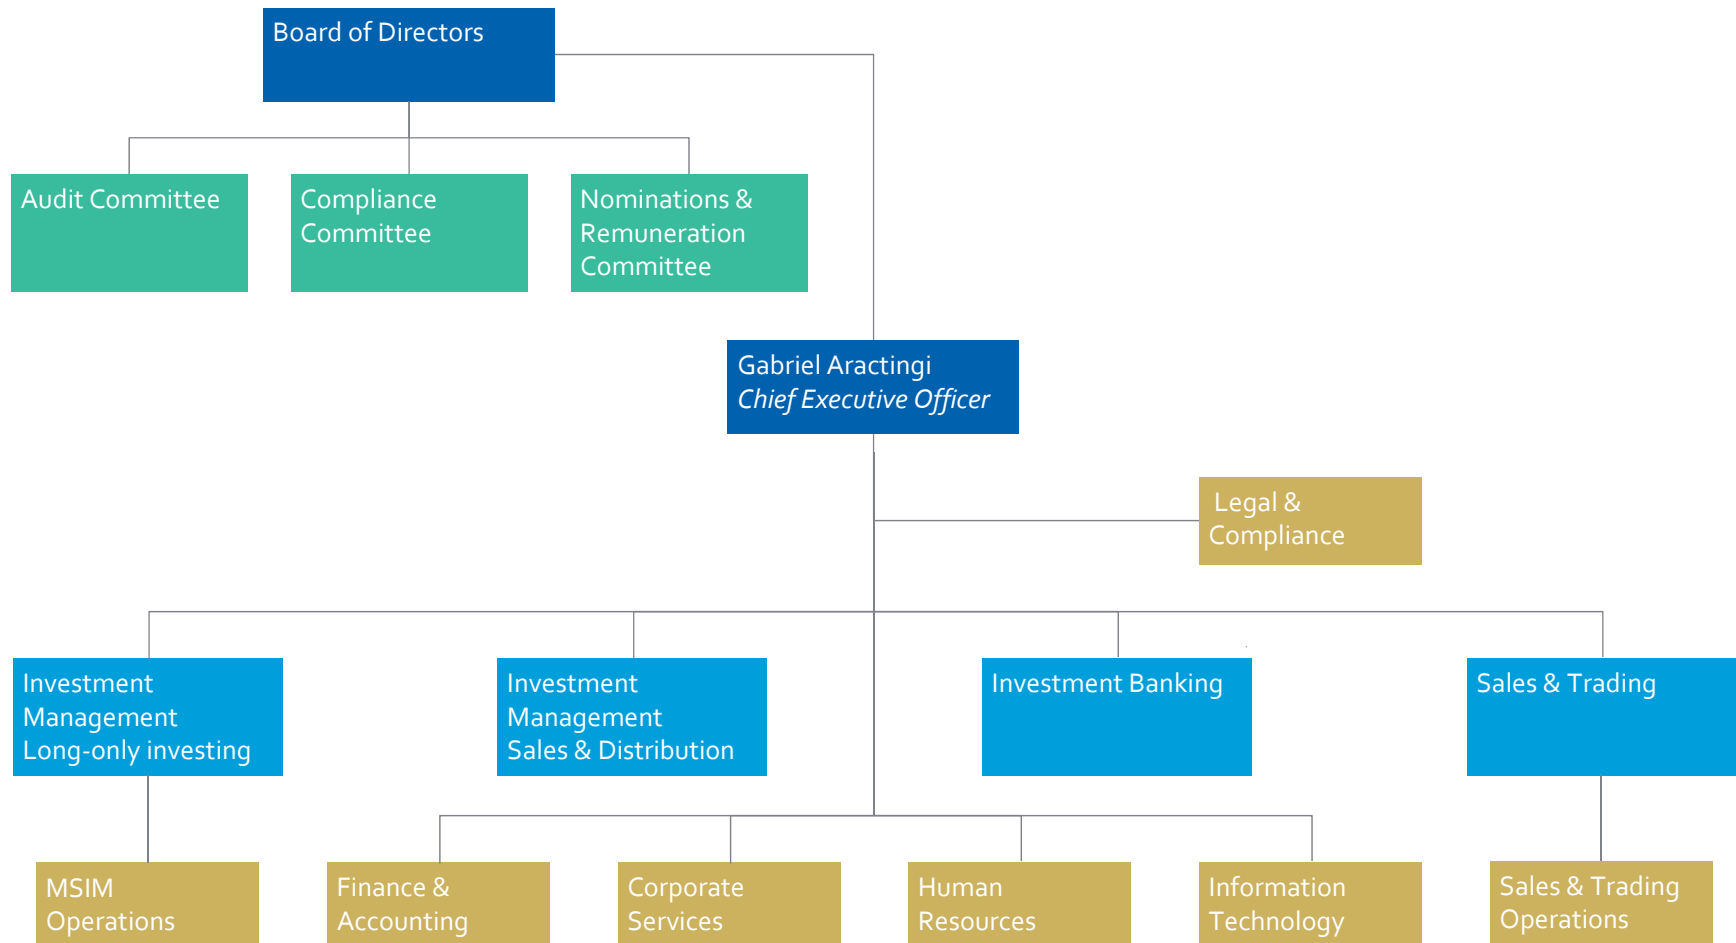 Board of Directors
Audit Committee
Compliance
Committee
Nominations &
Remuneration
Committee
Gabriel Aractingi
Chief Executive Officer
Legal &
Compliance
Investment
Management
Long-only investing
Investment
Management
Sales & Distribution
Investment Banking
Sales & Trading
MSIM
Operations
Finance &
Accounting
Corporate
Services
Human
Resources
Information
Technology
Sales & Trading
Operations